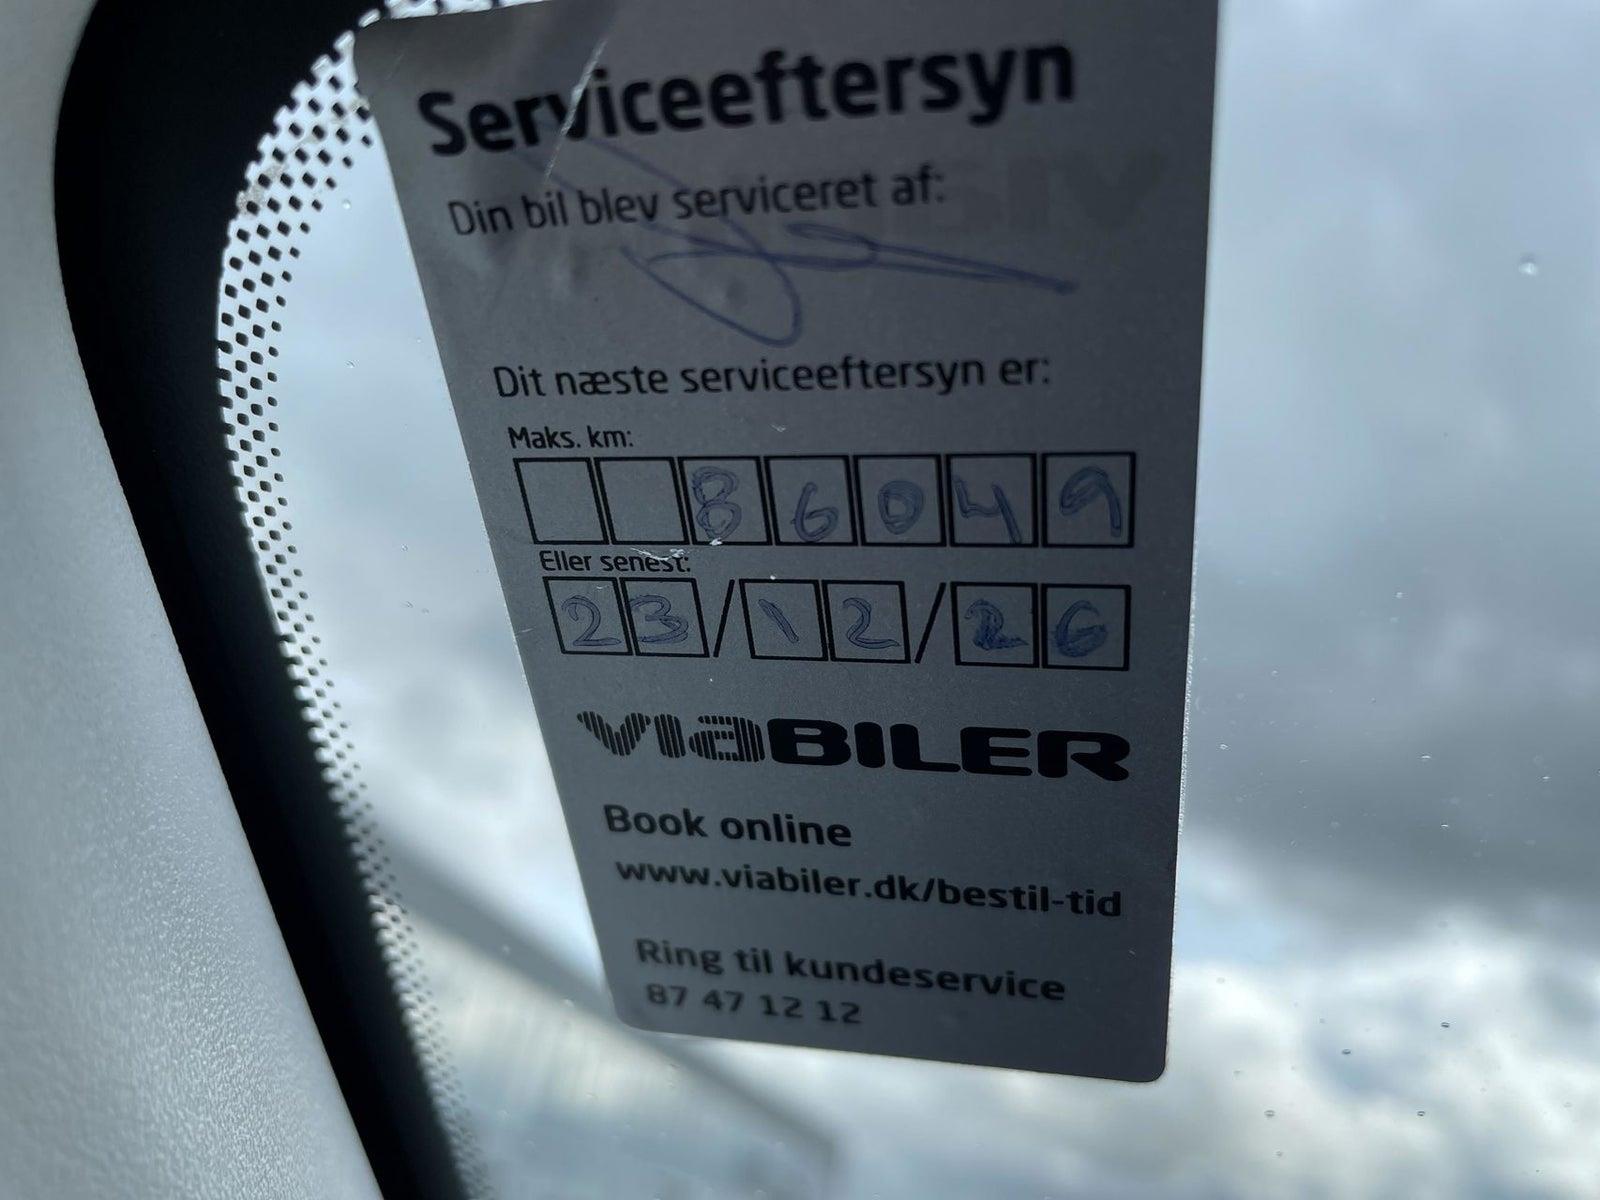 Serviceeftersyn
Din bil blev serviceret af:
Dit næste serviceeftersyn er:
Maks. km:
86049
Eller senest:
23/12/26
viaBILER
Book online
www.viabiler.dk/bestil-tid
Ring til kundeservice
87 47 12 12